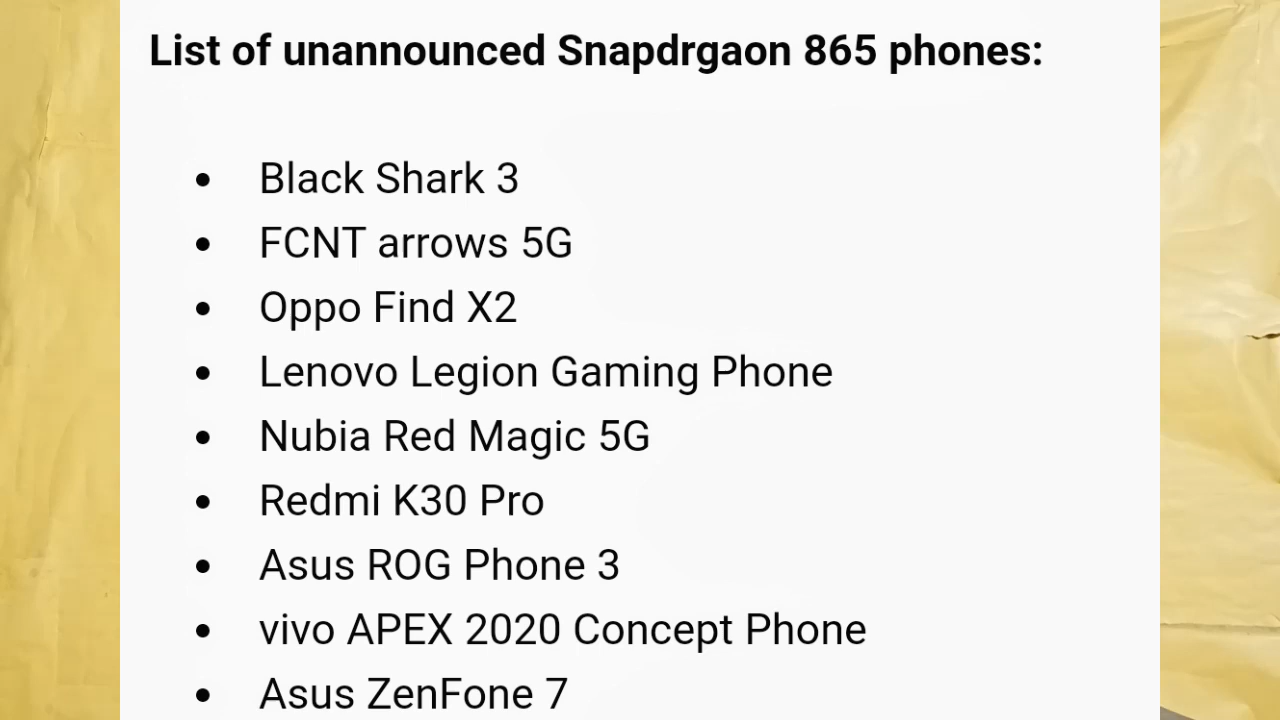 List of unannounced Snapdrgaon 865 phones:
• Black Shark 3
• FCNT arrows 5G
• Oppo Find X2
• Lenovo Legion Gaming Phone
• Nubia Red Magic 5G
• Redmi K30 Pro
• Asus ROG Phone 3
• vivo APEX 2020 Concept Phone
• Asus ZenFone 7